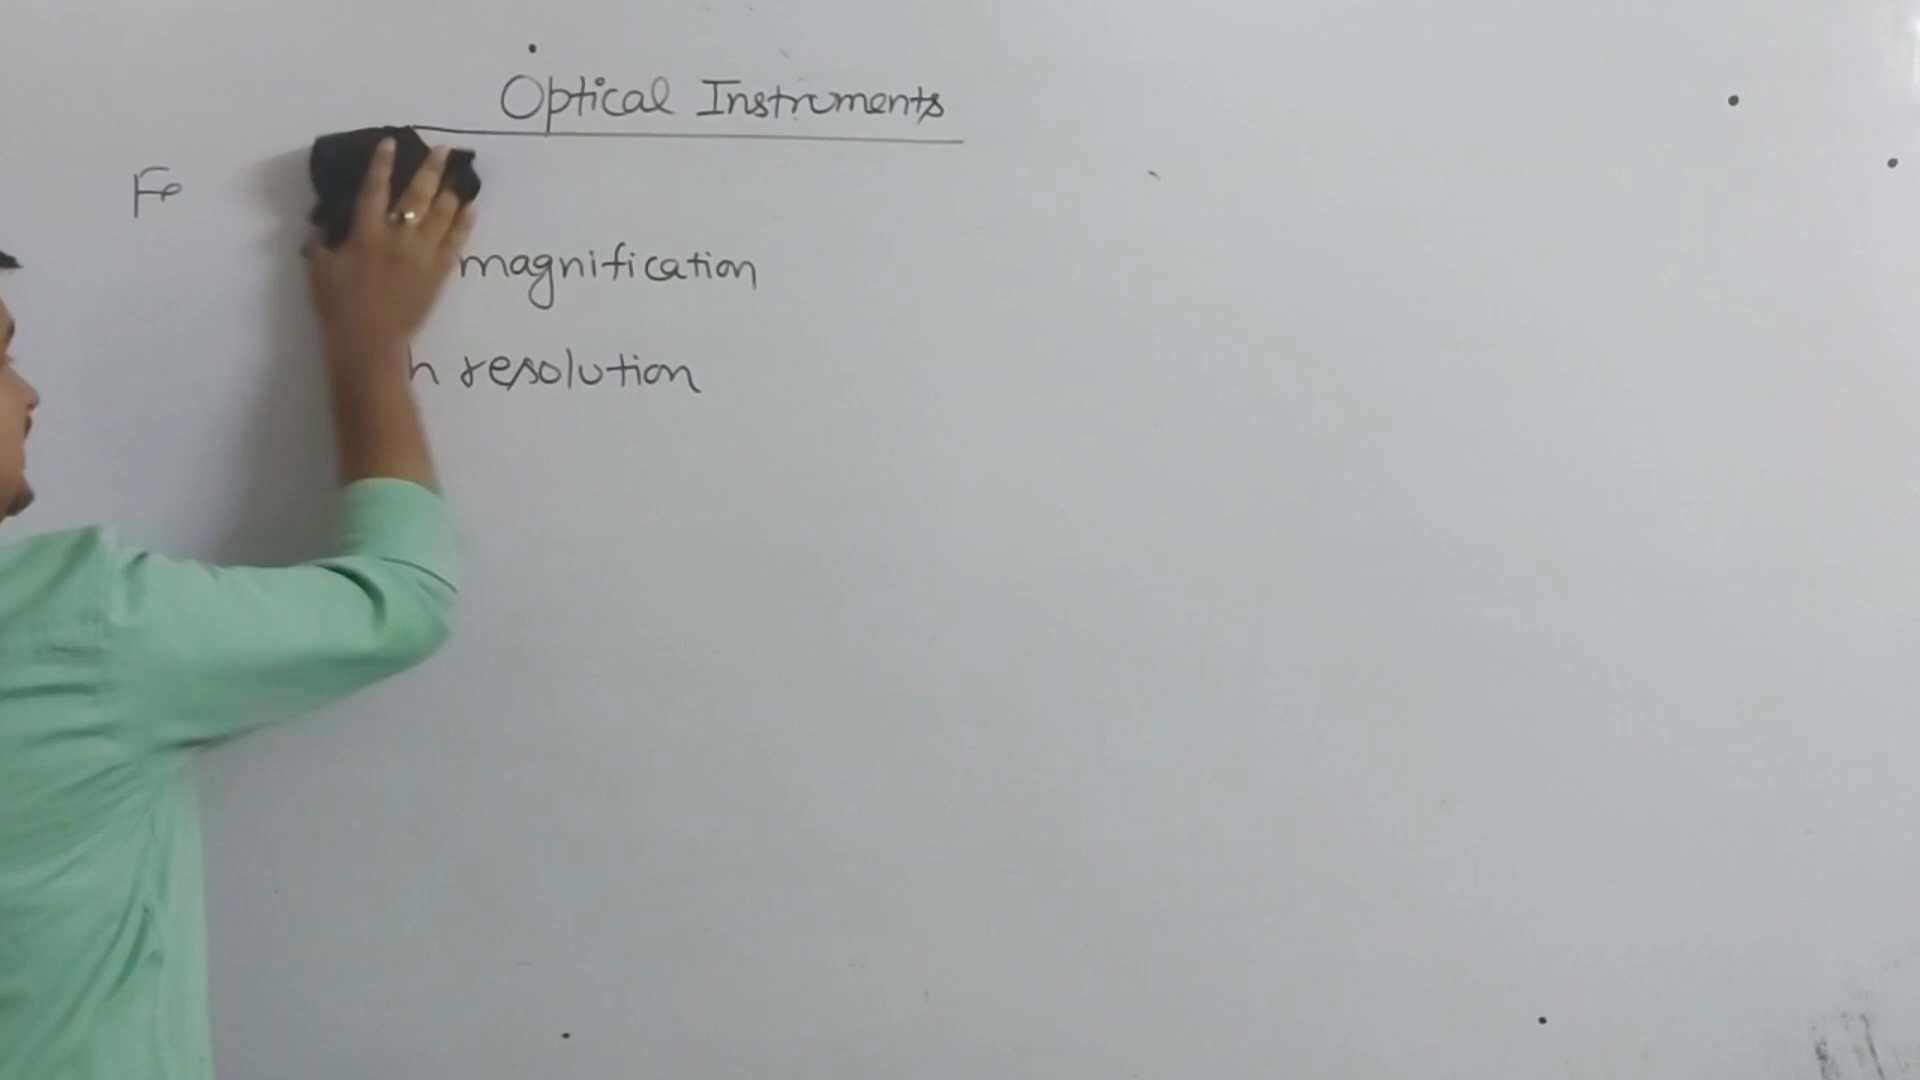 Optical Instruments
Fe
magnification
h resolution